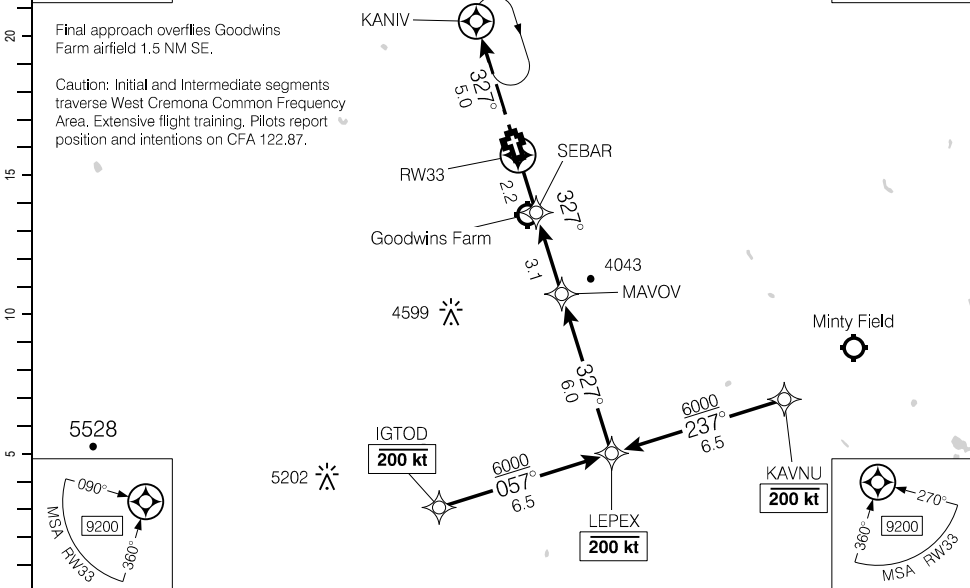 20
KANIV
Final approach overflies Goodwins
Farm airfield 1.5 NM SE.
327°
5.0
Caution: Initial and Intermediate segments
traverse West Cremona Common Frequency
Area. Extensive flight training. Pilots report
position and intentions on CFA 122.87.
SEBAR
15
RW33
2.2
327°
Goodwins Farm
3.1
4043
MAVOV
10
4599
Minty Field
327°
6.0
6000
237°
6.5
5528
IGTOD
200 kt
5
5202
6000
057°
6.5
KAVNU
200 kt
LEPEX
200 kt
090°
9200
360°
MSA RW33
270°
9200
360°
MSA RW33